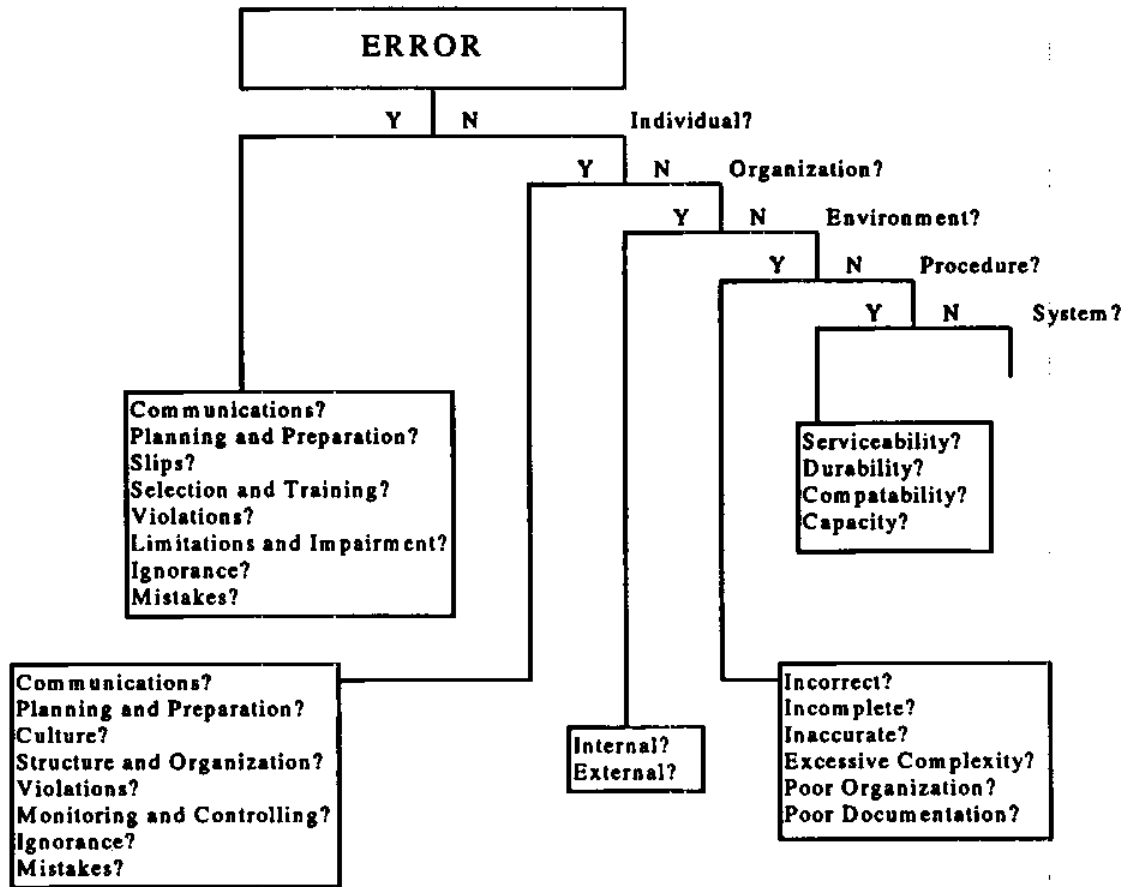 ERROR
Y N Individual?
Y N Organization?
Y N Environment?
Y N Procedure?
Y N System?
Communications?
Planning and Preparation?
Slips?
Selection and Training?
Violations?
Limitations and Impairment?
Ignorance?
Mistakes?
Serviceability?
Durability?
Compatability?
Capacity?
Communications?
Planning and Preparation?
Culture?
Structure and Organization?
Violations?
Monitoring and Controlling?
Ignorance?
Mistakes?
Internal?
External?
Incorrect?
Incomplete?
Inaccurate?
Excessive Complexity?
Poor Organization?
Poor Documentation?